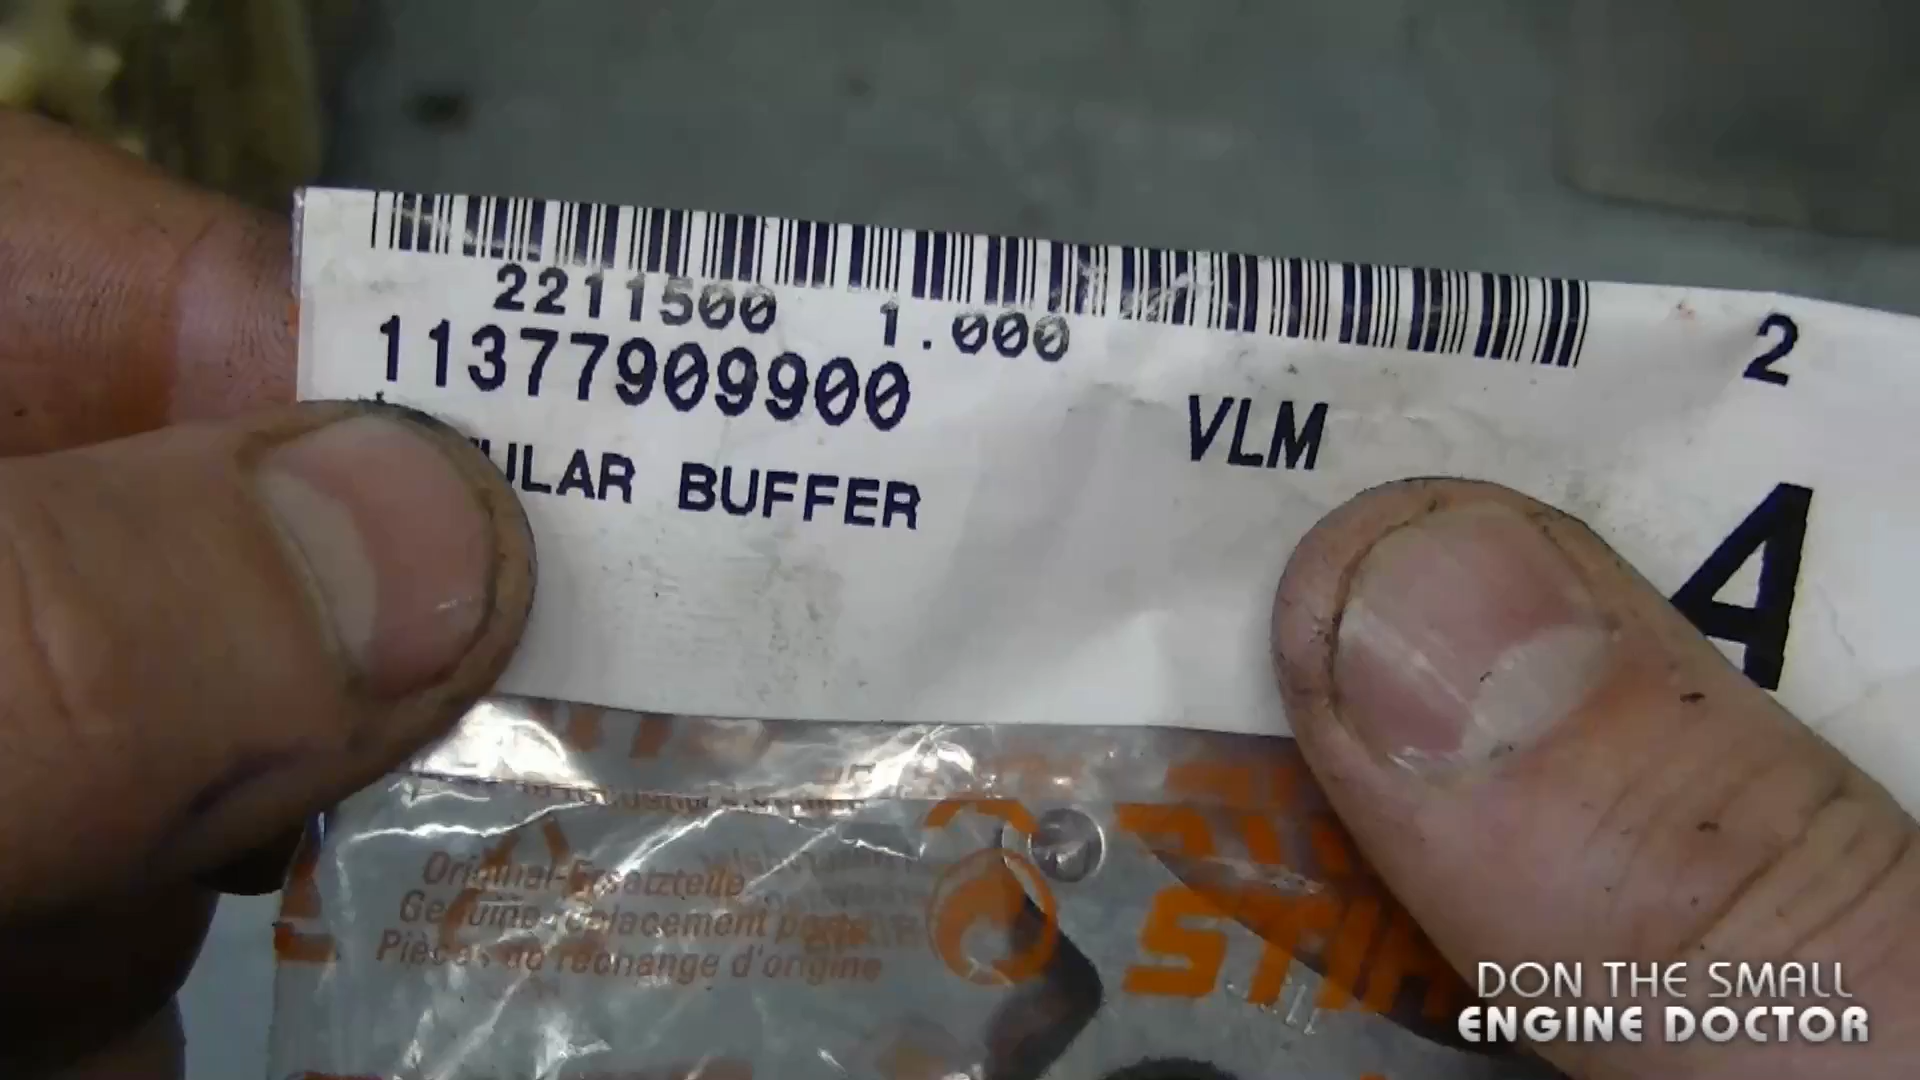 2211500 1.000
11377909900
2
VLM
ULAR BUFFER
A
Original-Ersatzteile
Genuine replacement parts
Pièces de rechange d'origine
STIHL
DON THE SMALL
ENGINE DOCTOR